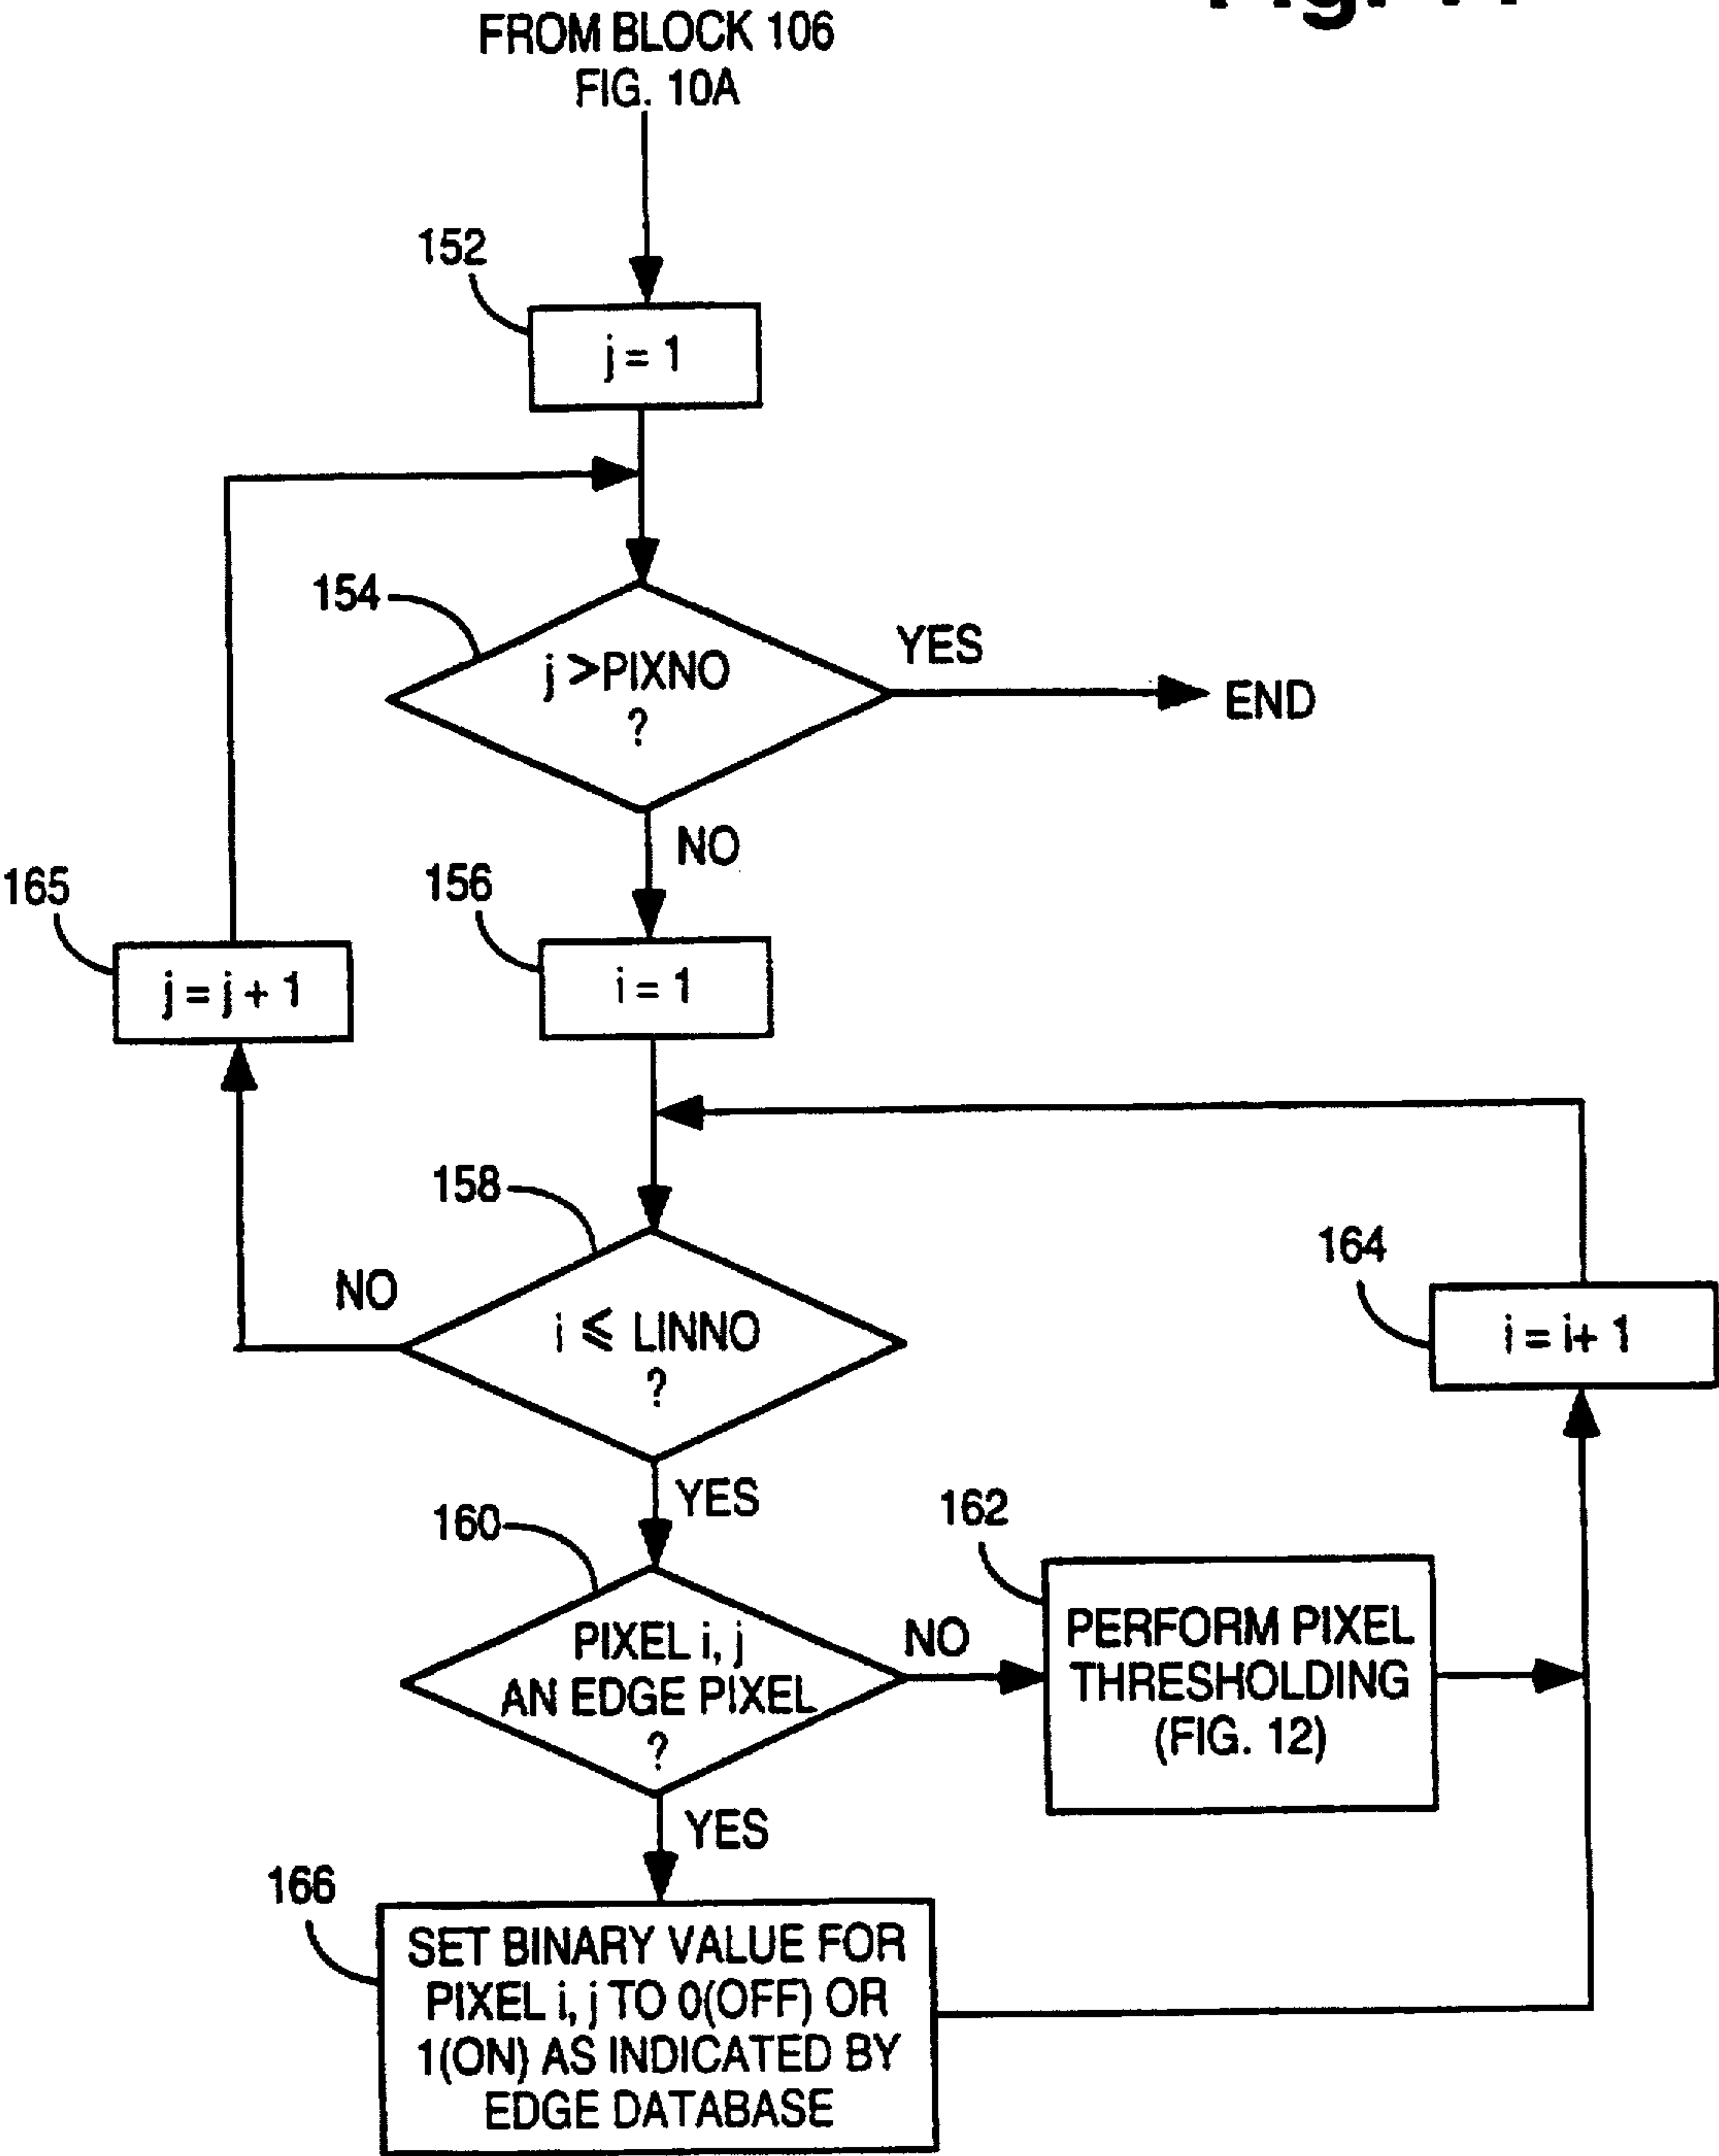 FROM BLOCK 106
FIG. 10A
152
j = 1
154
j >PIXNO
?
YES
END
NO
165
j = j + 1
156
i = 1
158
NO
i ⩽ LINNO
?
164
i = i+ 1
YES
160
PIXEL i, j
AN EDGE PIXEL
?
NO
162
PERFORM PIXEL
THRESHOLDING
(FIG. 12)
YES
166
SET BINARY VALUE FOR
PIXEL i, j TO 0(OFF) OR
1(ON) AS INDICATED BY
EDGE DATABASE